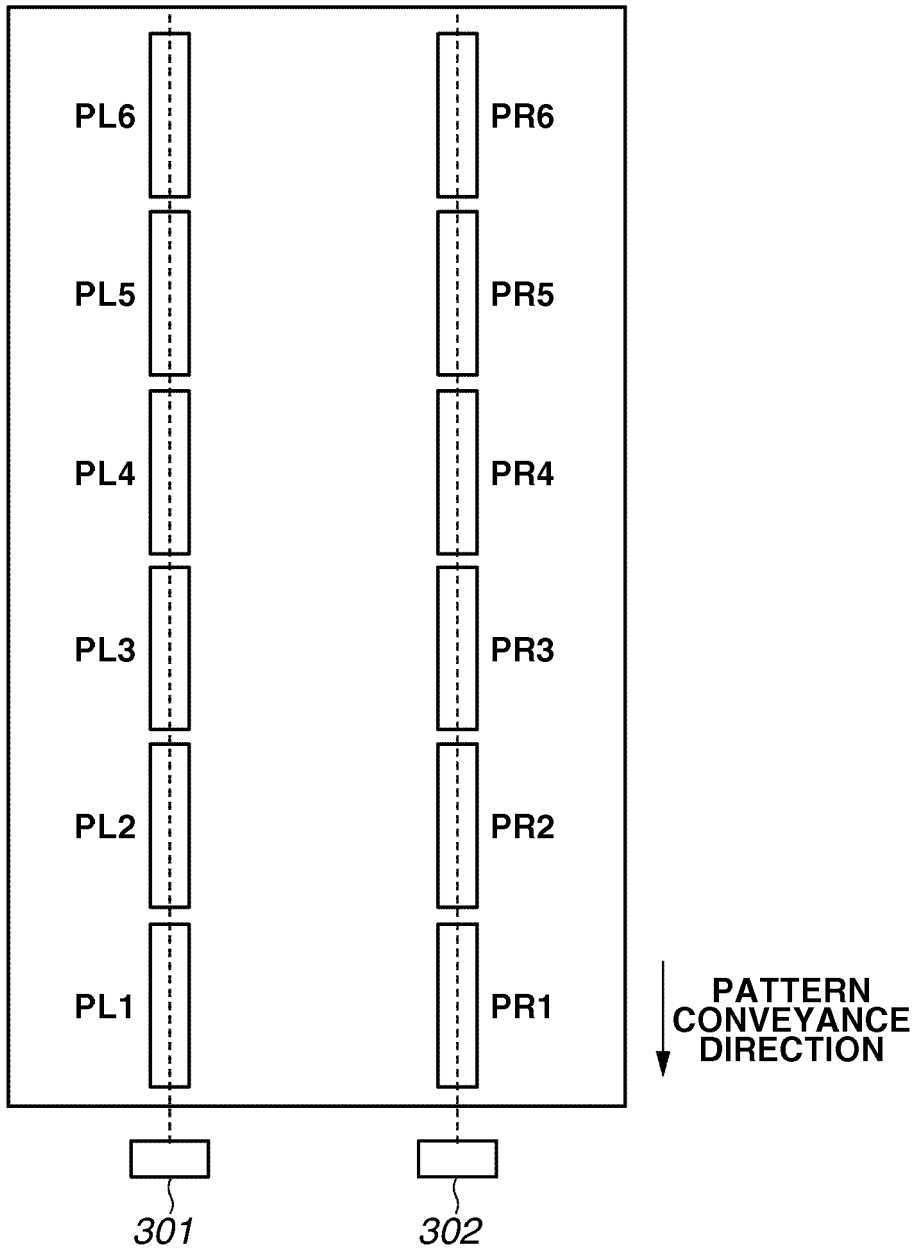 PL6 PR6
PL5 PR5
PL4 PR4
PL3 PR3
PL2 PR2
PL1 PR1
PATTERN
CONVEYANCE
DIRECTION
301 302